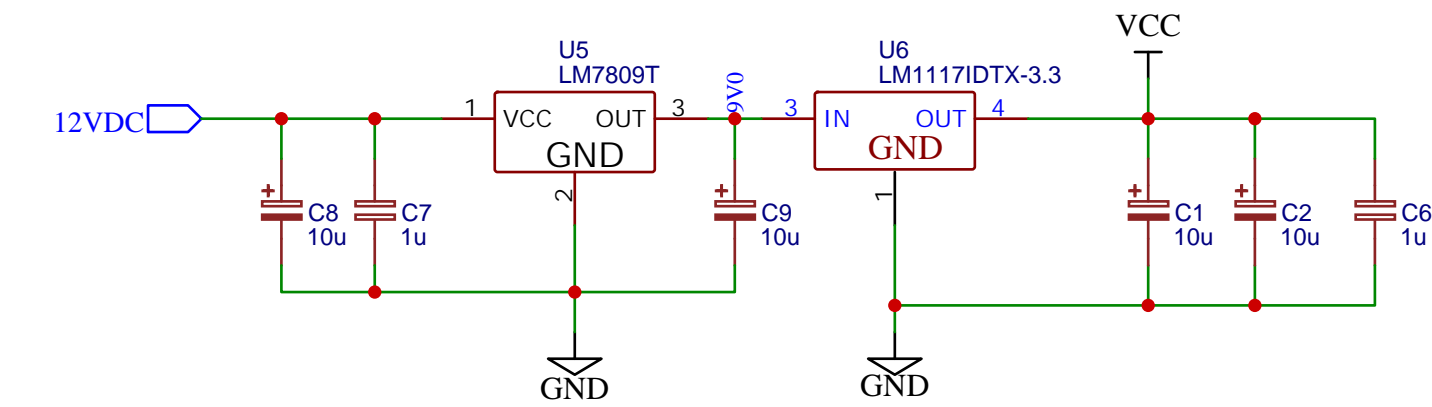 VCC
U5
LM7809T
U6
LM1117IDTX-3.3
9V0
12VDC
1
VCC
OUT
GND
3
2
3
IN
OUT
GND
4
1
+
C8
10u
C7
1u
+
C9
10u
+
C1
10u
+
C2
10u
C6
1u
GND
GND